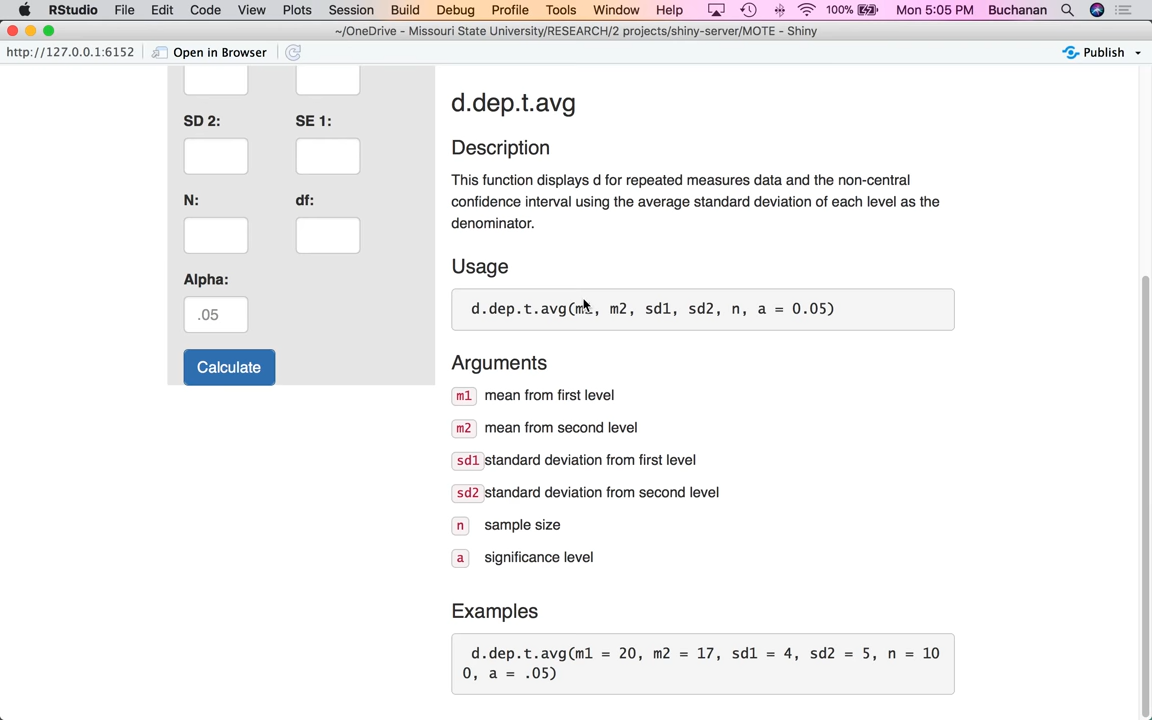 RStudio File Edit Code View Plots Session Build Debug Profile Tools Window Help 100% Mon 5:05 PM Buchanan
~/OneDrive - Missouri State University/RESEARCH/2 projects/shiny-server/MOTE - Shiny
http://127.0.0.1:6152 Open in Browser Publish
SD 2: SE 1:
N: df:
Alpha:
.05
Calculate
d.dep.t.avg
Description
This function displays d for repeated measures data and the non-central
confidence interval using the average standard deviation of each level as the
denominator.
Usage
d.dep.t.avg(m1, m2, sd1, sd2, n, a = 0.05)
Arguments
m1 mean from first level
m2 mean from second level
sd1 standard deviation from first level
sd2 standard deviation from second level
n sample size
a significance level
Examples
d.dep.t.avg(m1 = 20, m2 = 17, sd1 = 4, sd2 = 5, n = 10
0, a = .05)